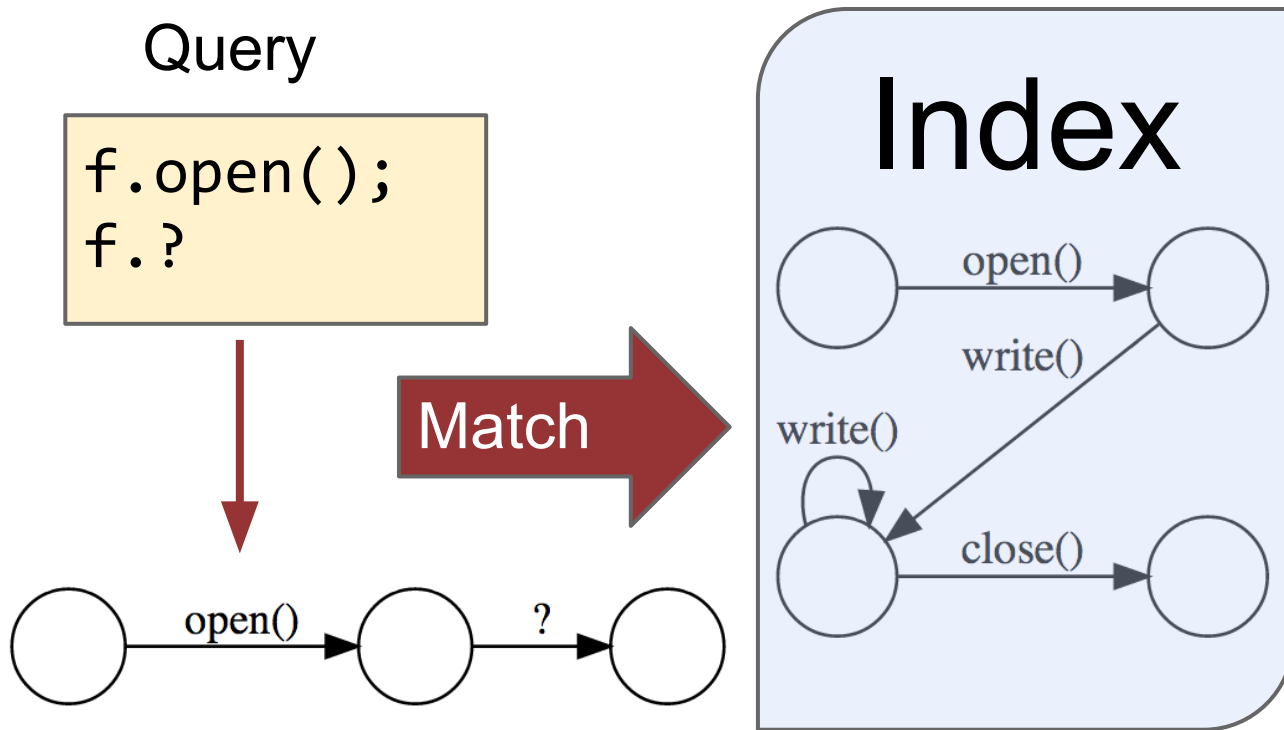 Query
f.open();
f.?
Match
open()
?
Index
open()
write()
write()
close()